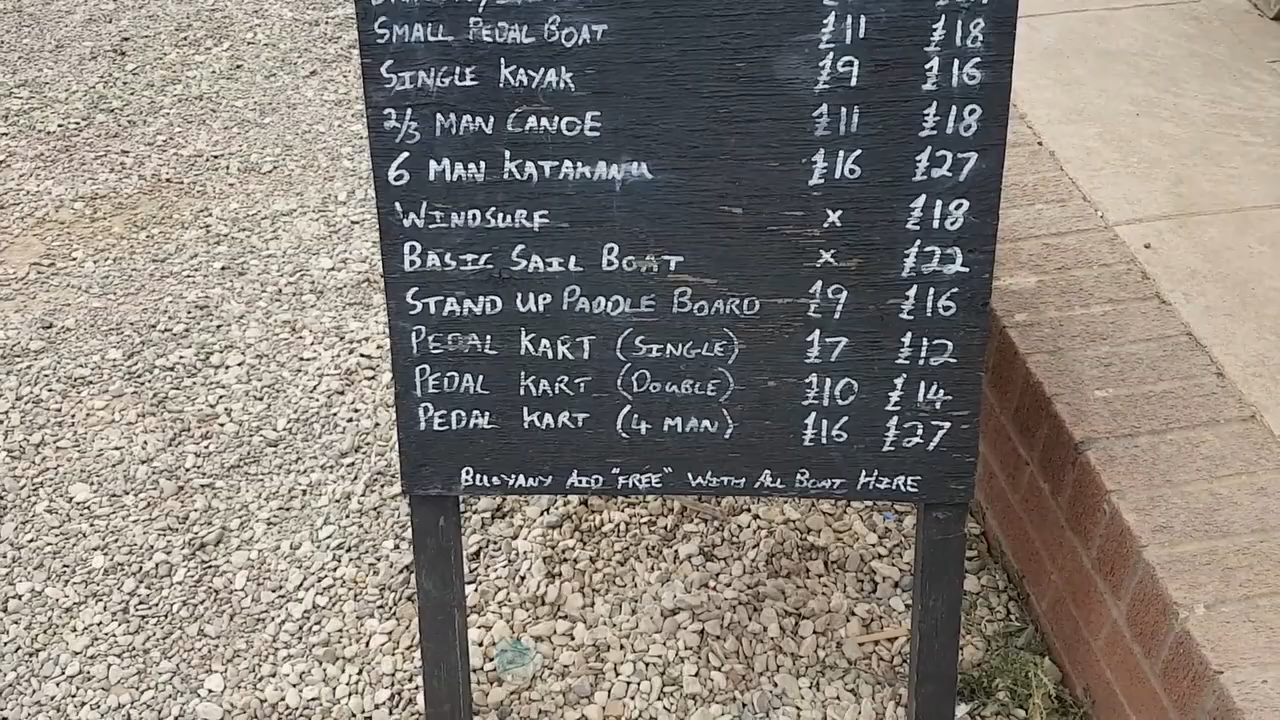 SMALL PEDAL BOAT £11 £18
SINGLE KAYAK £9 £16
2/3 MAN CANOE £11 £18
6 MAN KATAKANU £16 £27
WINDSURF x £18
BASIC SAIL BOAT x £22
STAND UP PADDLE BOARD £9 £16
PEDAL KART (SINGLE) £7 £12
PEDAL KART (DOUBLE) £10 £14
PEDAL KART (4 MAN) £16 £27
BUOYANY AID "FREE" WITH ALL BOAT HIRE